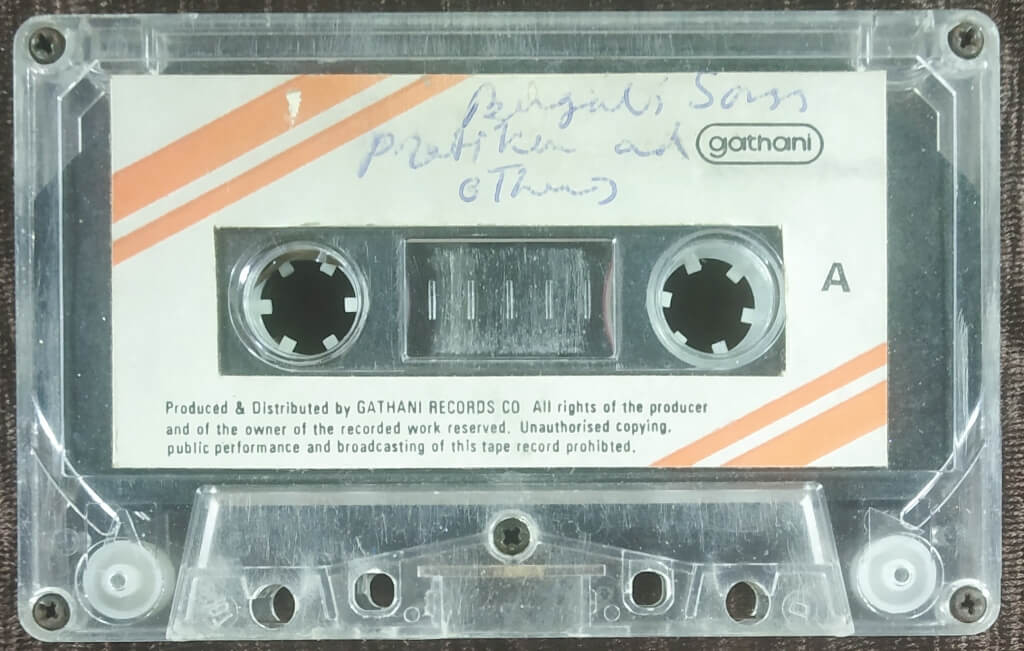 Bengali Songs
gathani
and
others
A
Produced & Distributed by GATHANI RECORDS CO All rights of the producer
and of the owner of the recorded work reserved. Unauthorised copying,
public performance and broadcasting of this tape record prohibted.